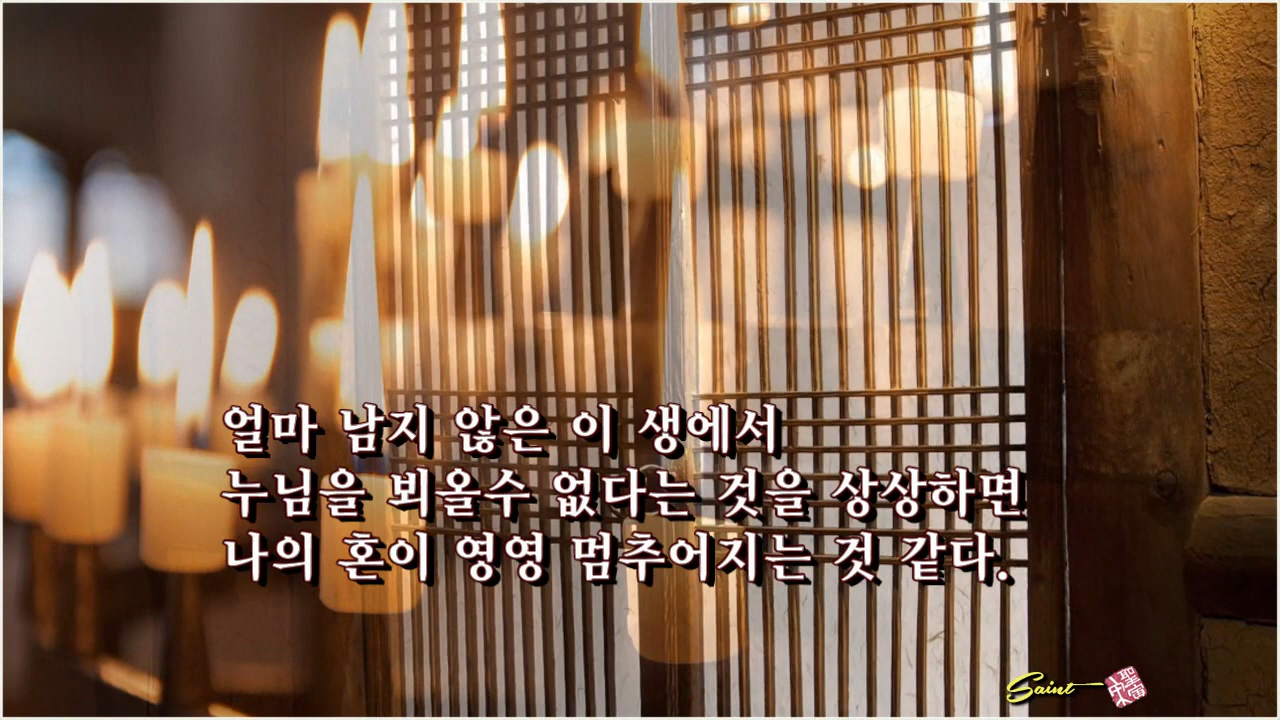 얼마 남지 않은 이 생에서
누님을 뵈올수 없다는 것을 상상하면
나의 혼이 영영 멈추어지는 것 같다.
Saint